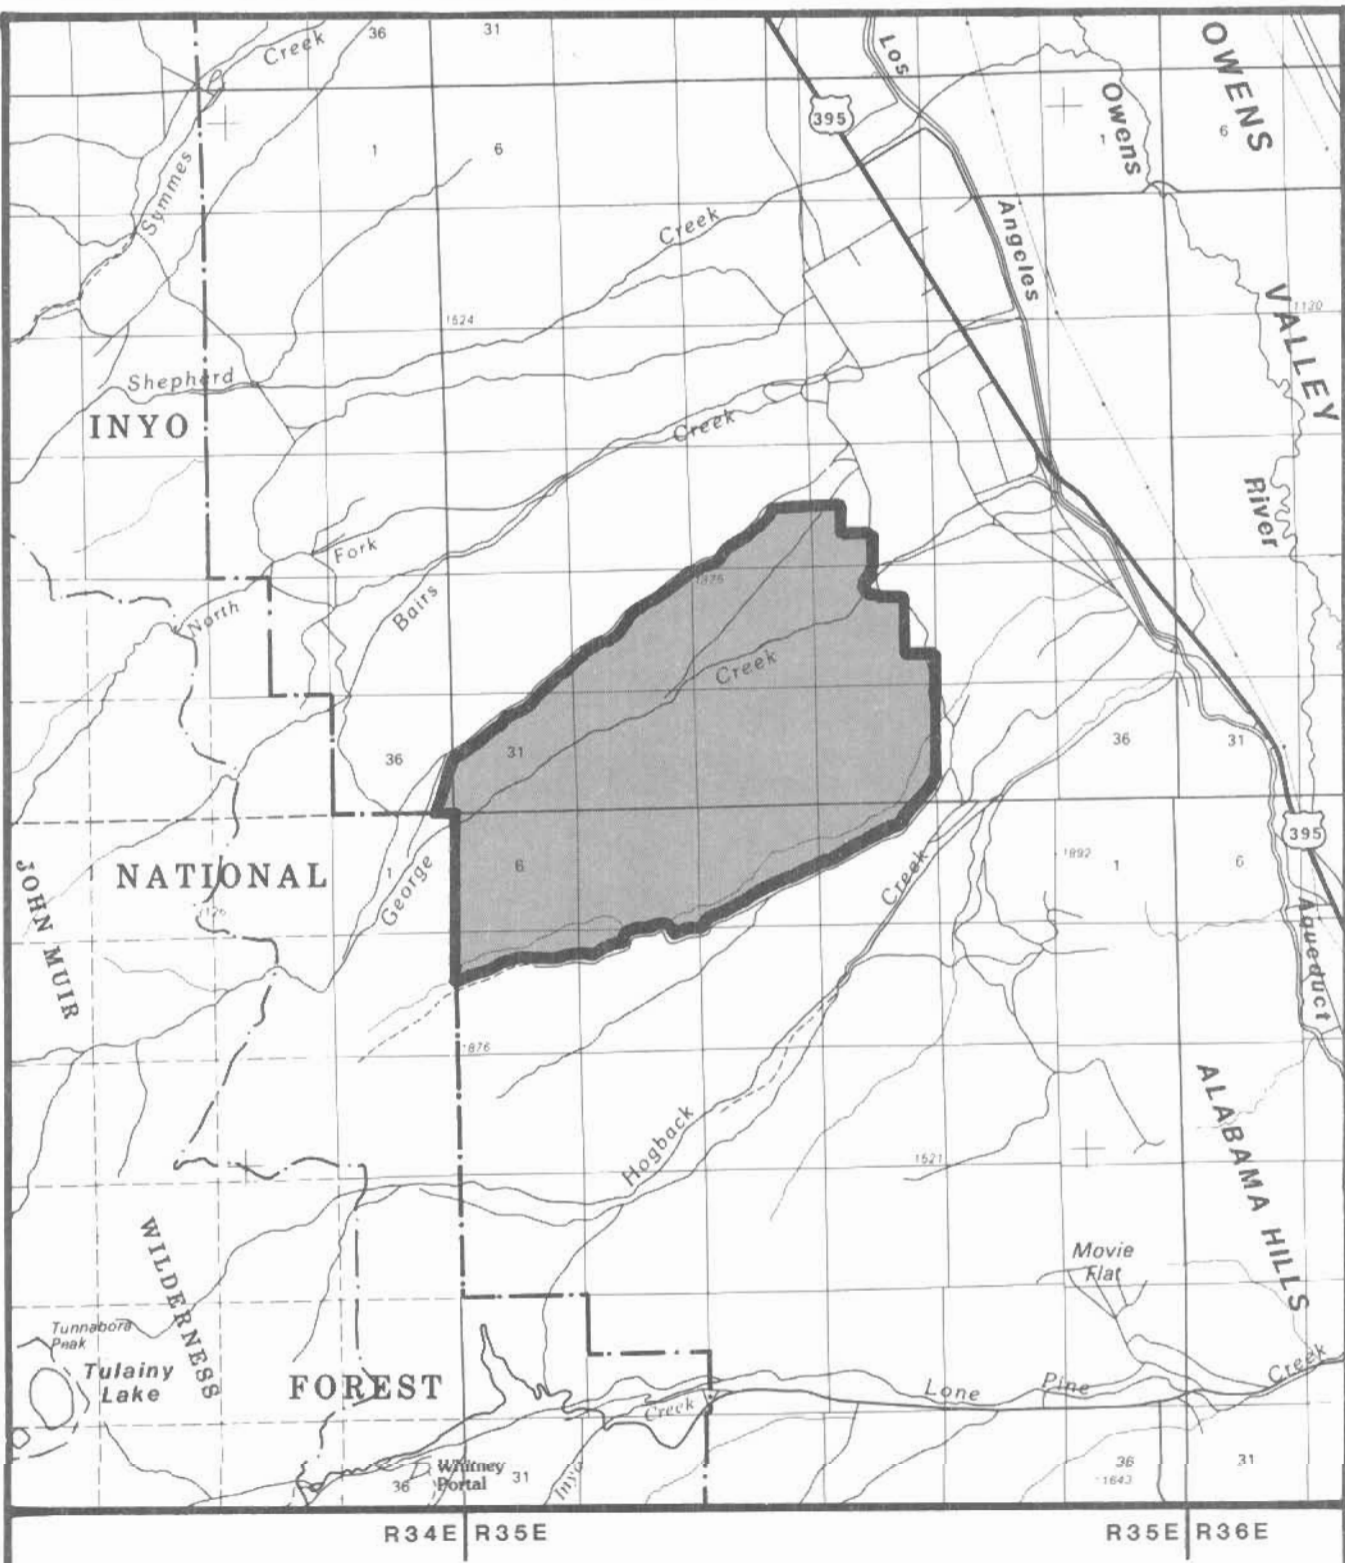 36
31
Creek
Los
OWENS
395
Owens
1
6
1
6
Symmes
Creek
Angeles
VALLEY
1120
1524
Shepherd
INYO
Creek
River
Fork
North
Bairs
Creek
36
31
36
31
395
6
1
George
NATIONAL
JOHN MUIR
Creek
1892
1
6
Aqueduct
1876
ALABAMA HILLS
Hogback
1521
WILDERNESS
Movie
Flat
Tunnabora
Peak
Tulainy
Lake
FOREST
Creek
Lone
Pine
Creek
Whitney
Portal
36
31
Inyo
36
1643
31
R34E R35E
R35E R36E